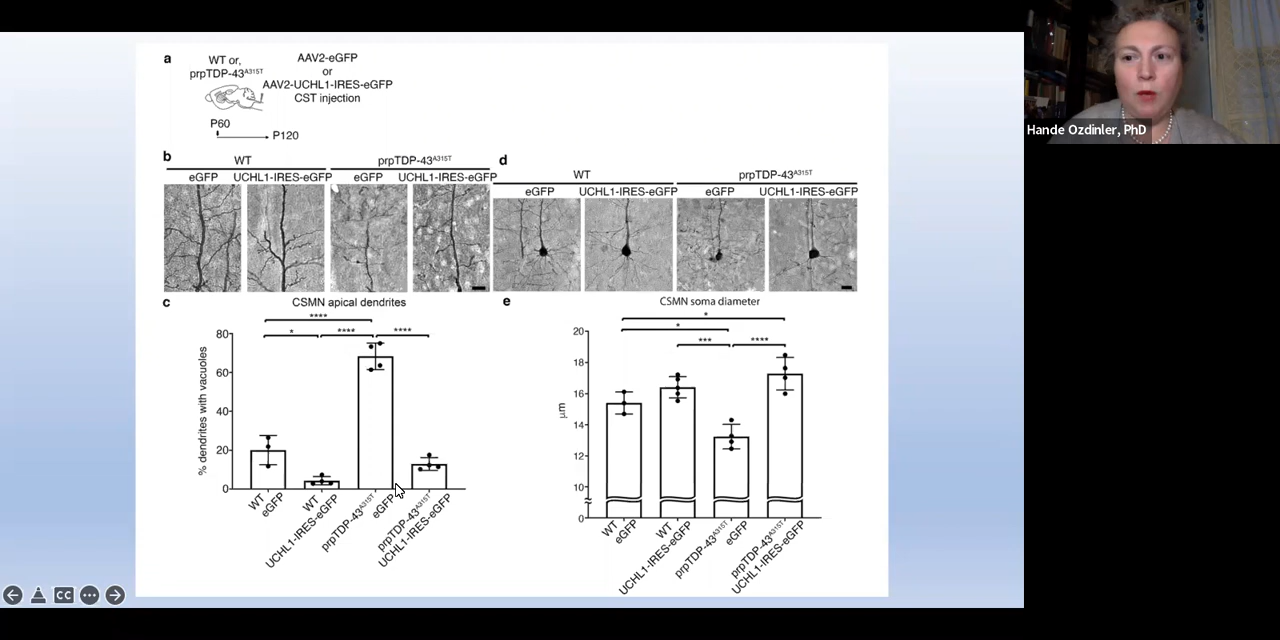 a
WT or,
prpTDP-43A315T
AAV2-eGFP
or
AAV2-UCHL1-IRES-eGFP
CST injection
P60
P120
b
WT
prpTDP-43A315T
eGFP
UCHL1-IRES-eGFP
eGFP
UCHL1-IRES-eGFP
d
WT
prpTDP-43A315T
eGFP
UCHL1-IRES-eGFP
eGFP
UCHL1-IRES-eGFP
c
CSMN apical dendrites
****
*
****
****
% dendrites with vacuoles
80
60
40
20
0
WT
eGFP
WT
UCHL1-IRES-eGFP
prpTDP-43A315T
eGFP
prpTDP-43A315T
UCHL1-IRES-eGFP
e
CSMN soma diameter
*
*
***
****
µm
20
18
16
14
12
10
0
WT
eGFP
WT
UCHL1-IRES-eGFP
prpTDP-43A315T
eGFP
prpTDP-43A315T
UCHL1-IRES-eGFP
CC
Hande Ozdinler, PhD